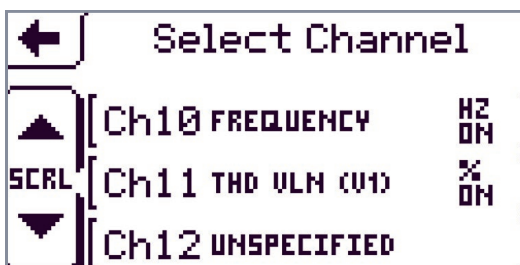 Select Channel
Ch10 FREQUENCY HZ ON
SCRL Ch11 THD VLN (V1) % ON
Ch12 UNSPECIFIED